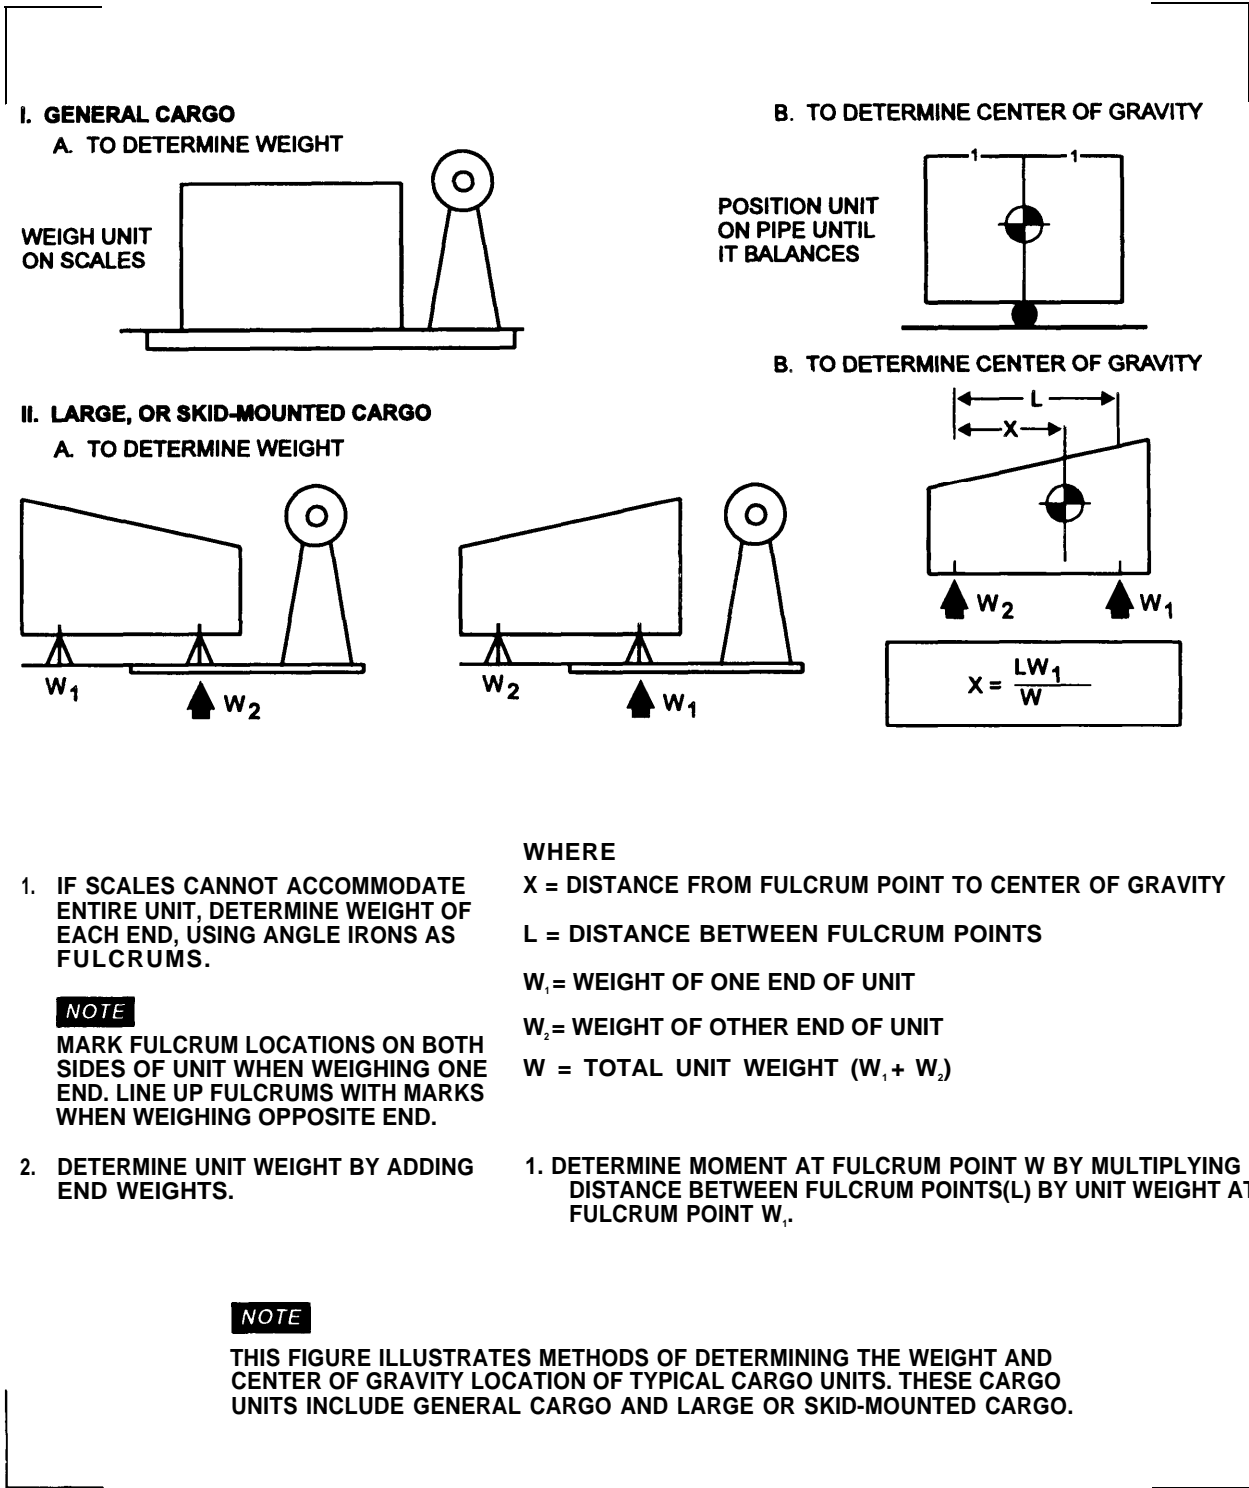 I. GENERAL CARGO
A. TO DETERMINE WEIGHT
WEIGH UNIT
ON SCALES
B. TO DETERMINE CENTER OF GRAVITY
1 1
POSITION UNIT
ON PIPE UNTIL
IT BALANCES
II. LARGE, OR SKID-MOUNTED CARGO
A. TO DETERMINE WEIGHT
W1
W2
W2
W1
B. TO DETERMINE CENTER OF GRAVITY
L
X
W2
W1
X = LW1
W
1. IF SCALES CANNOT ACCOMMODATE
ENTIRE UNIT, DETERMINE WEIGHT OF
EACH END, USING ANGLE IRONS AS
FULCRUMS.
NOTE
MARK FULCRUM LOCATIONS ON BOTH
SIDES OF UNIT WHEN WEIGHING ONE
END. LINE UP FULCRUMS WITH MARKS
WHEN WEIGHING OPPOSITE END.
2. DETERMINE UNIT WEIGHT BY ADDING
END WEIGHTS.
WHERE
X = DISTANCE FROM FULCRUM POINT TO CENTER OF GRAVITY
L = DISTANCE BETWEEN FULCRUM POINTS
W1 = WEIGHT OF ONE END OF UNIT
W2 = WEIGHT OF OTHER END OF UNIT
W = TOTAL UNIT WEIGHT (W1 + W2)
1. DETERMINE MOMENT AT FULCRUM POINT W BY MULTIPLYING
DISTANCE BETWEEN FULCRUM POINTS(L) BY UNIT WEIGHT AT
FULCRUM POINT W1.
NOTE
THIS FIGURE ILLUSTRATES METHODS OF DETERMINING THE WEIGHT AND
CENTER OF GRAVITY LOCATION OF TYPICAL CARGO UNITS. THESE CARGO
UNITS INCLUDE GENERAL CARGO AND LARGE OR SKID-MOUNTED CARGO.